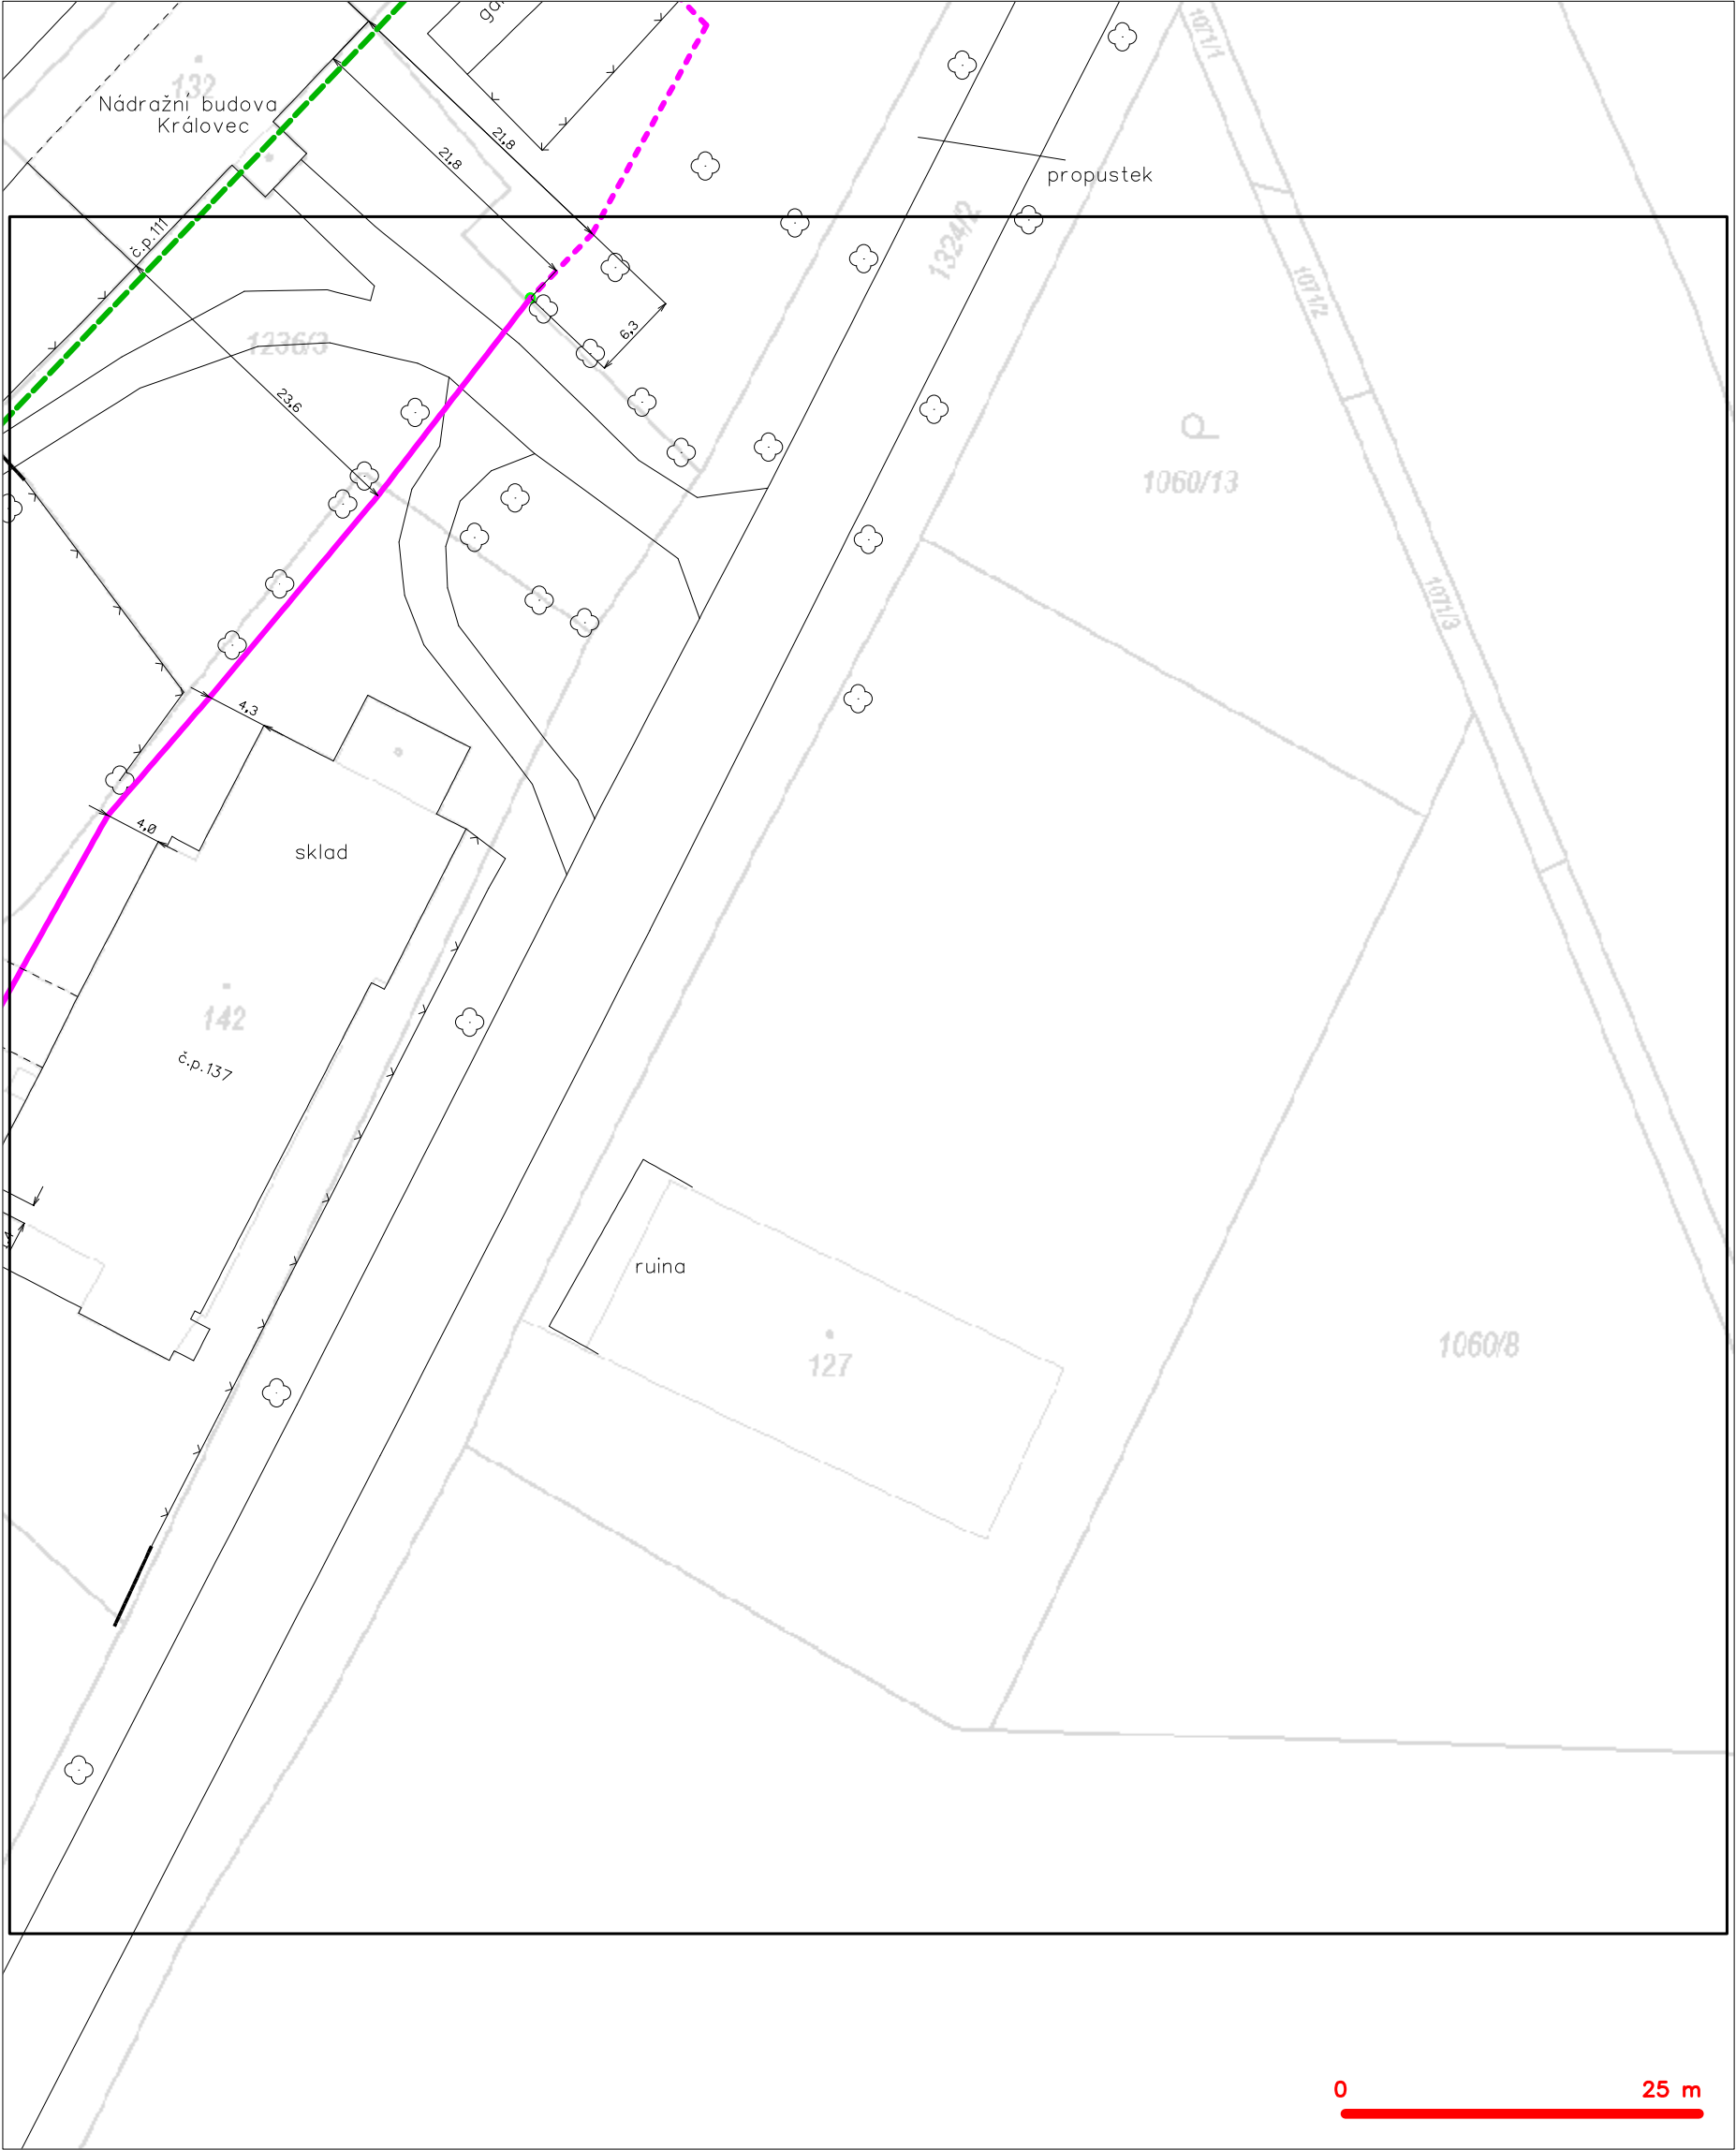 132
Nádražní budova
Královec
21,8
21,8
1071/1
propustek
č.p.111
1324/2
1071/2
1236/3
6,3
23,6
1060/13
1071/3
4,3
4,0
sklad
142
č.p.137
ruina
127
1060/8
0 25 m